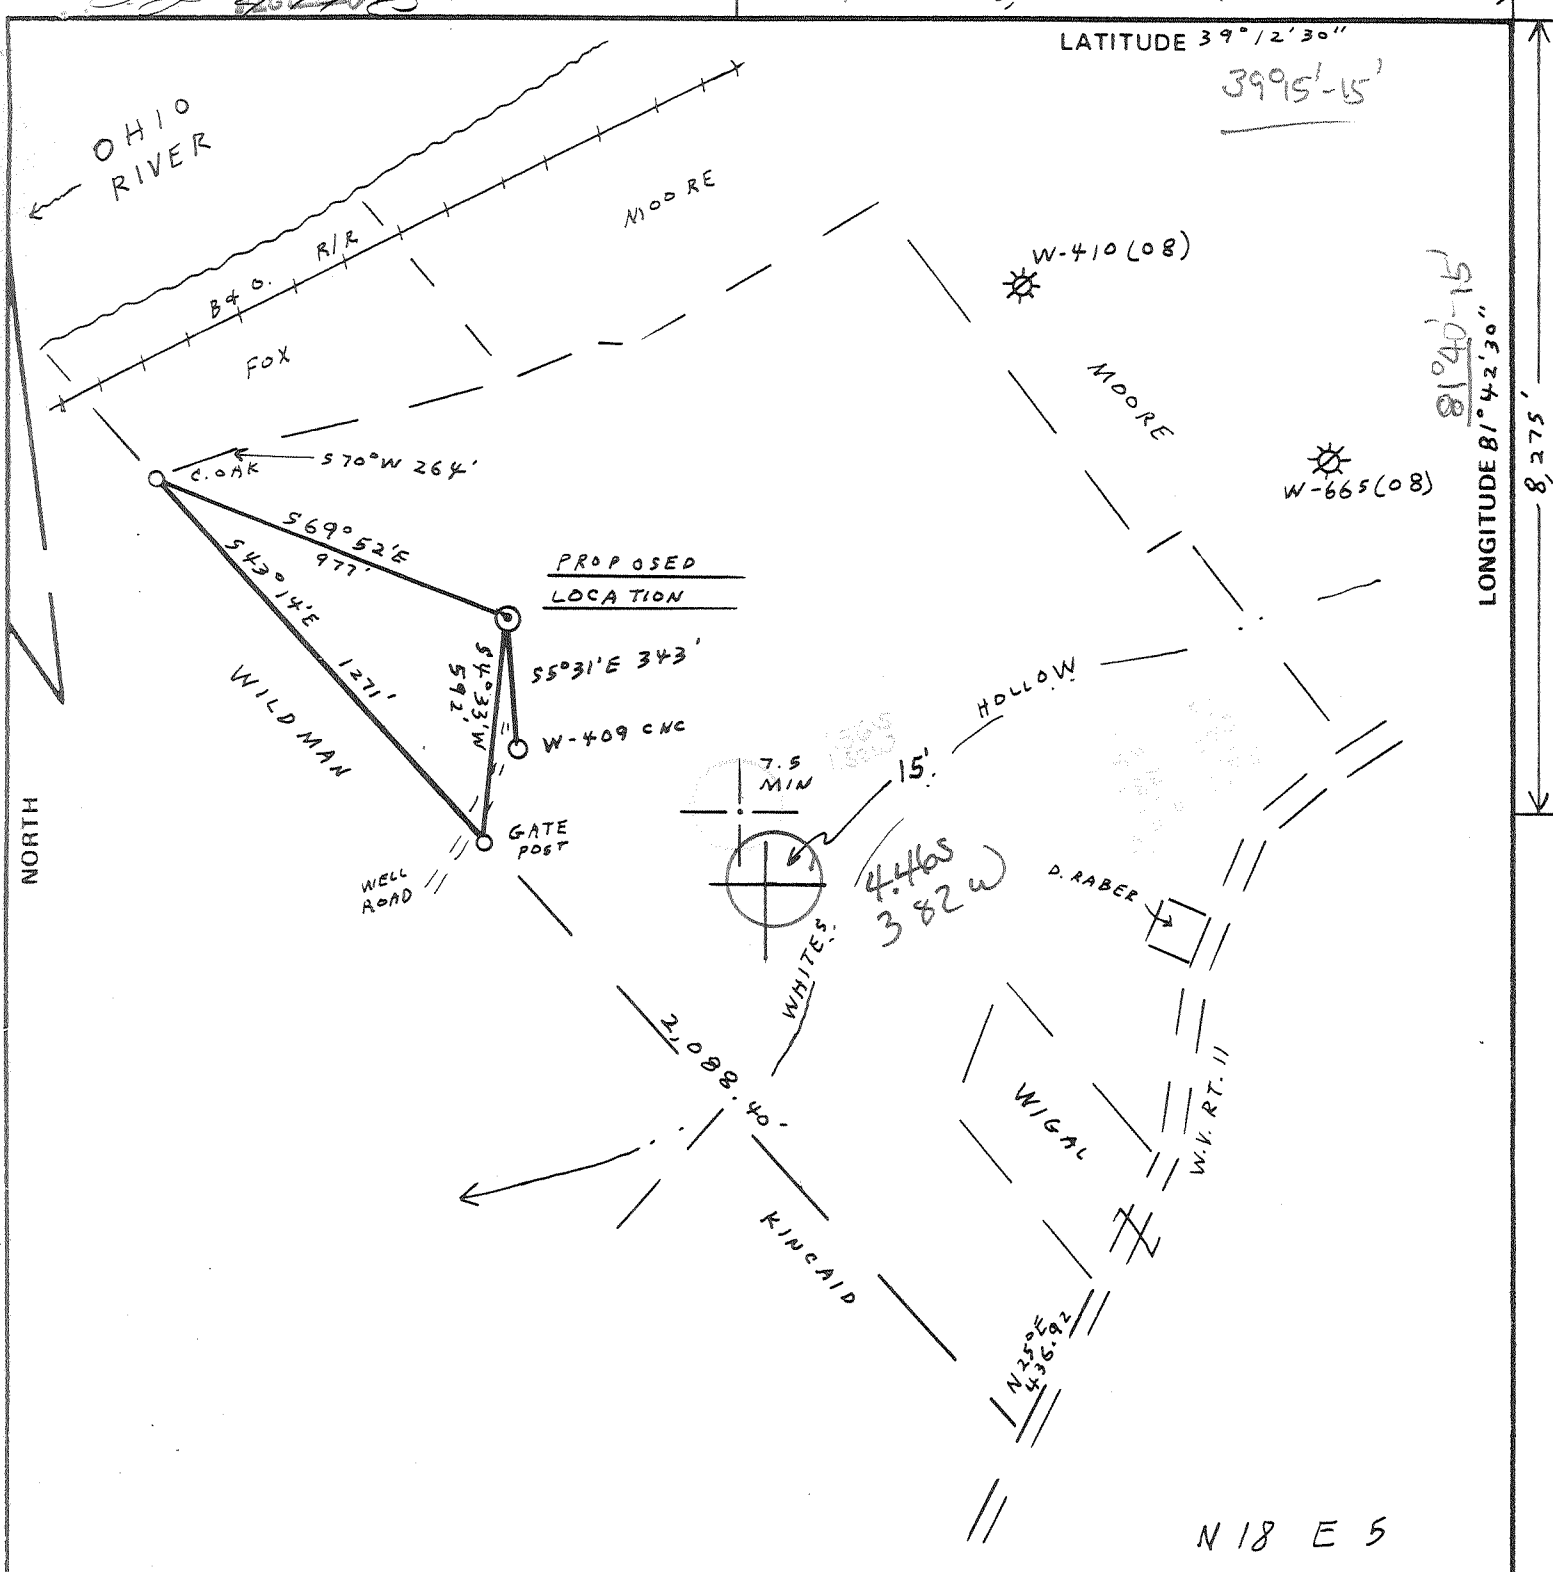 LATITUDE 39°12'30"
39°15'-15'
OHIO
RIVER
MOORE
B&O. R/R
FOX
W-410 (08)
MOORE
W-665 (08)
81°40'-15'
LONGITUDE 81°42'30"
8,275'
C.OAK
S70°W 264'
S69°52'E
977'
S43°14'E
1271'
PROPOSED
LOCATION
S5°31'E 343'
S4°33'W
592'
W-409 CNC
WILDMAN
GATE
POST
WELL
ROAD
NORTH
7.5
MIN
15'.
HOLLOW
WHITES
4.46S
3 82 W
D. RABER
2,088.40-
WIGAL
W.V. RT. 11
KINCAID
N25°E
436.92
N 18 E 5